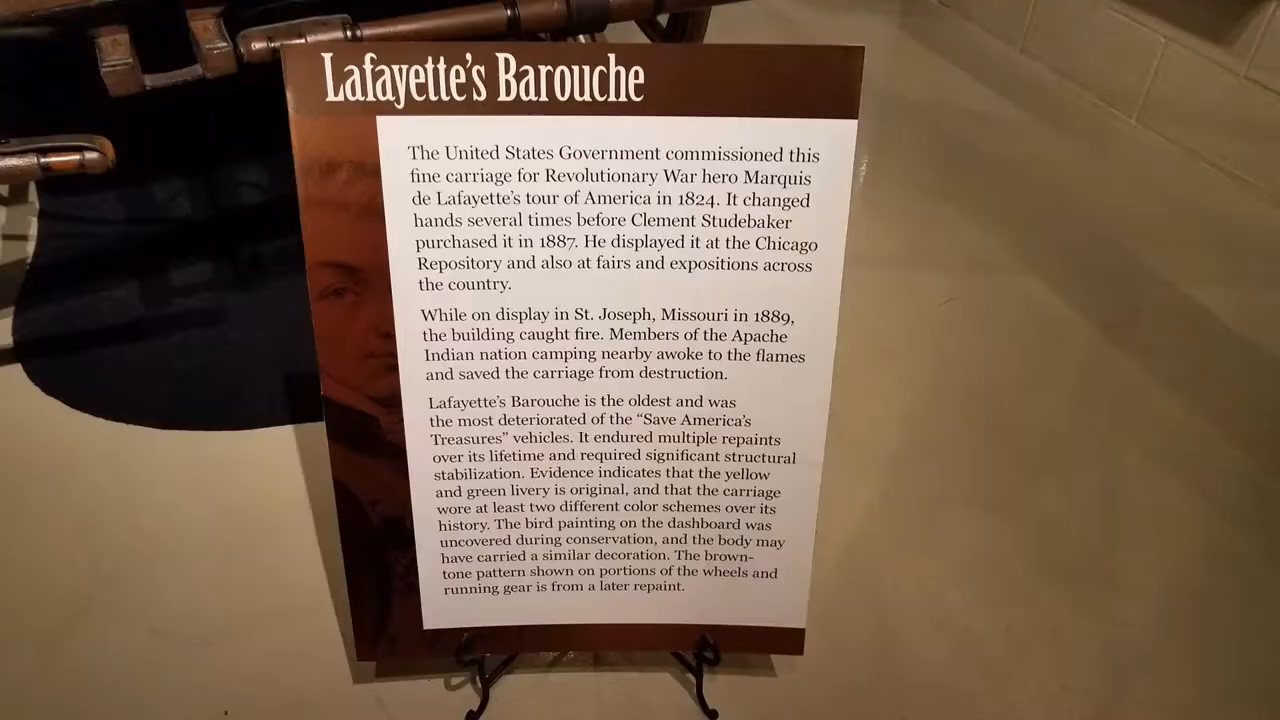 Lafayette's Barouche
The United States Government commissioned this
fine carriage for Revolutionary War hero Marquis
de Lafayette's tour of America in 1824. It changed
hands several times before Clement Studebaker
purchased it in 1887. He displayed it at the Chicago
Repository and also at fairs and expositions across
the country.
While on display in St. Joseph, Missouri in 1889,
the building caught fire. Members of the Apache
Indian nation camping nearby awoke to the flames
and saved the carriage from destruction.
Lafayette's Barouche is the oldest and was
the most deteriorated of the “Save America's
Treasures” vehicles. It endured multiple repaints
over its lifetime and required significant structural
stabilization. Evidence indicates that the yellow
and green livery is original, and that the carriage
wore at least two different color schemes over its
history. The bird painting on the dashboard was
uncovered during conservation, and the body may
have carried a similar decoration. The brown-
tone pattern shown on portions of the wheels and
running gear is from a later repaint.